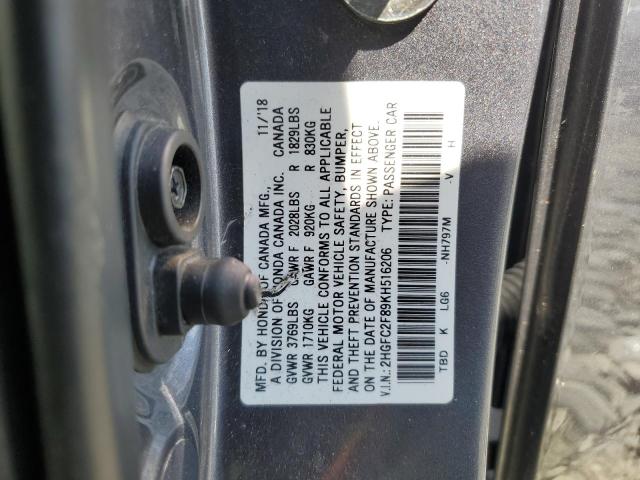 MFD. BY HONDA OF CANADA MFG., 11/'18
A DIVISION OF HONDA CANADA INC. CANADA
GVWR 3769LBS GAWR F 2028LBS R 1829LBS
GVWR 1710KG GAWR F 920KG R 830KG
THIS VEHICLE CONFORMS TO ALL APPLICABLE
FEDERAL MOTOR VEHICLE SAFETY, BUMPER,
AND THEFT PREVENTION STANDARDS IN EFFECT
ON THE DATE OF MANUFACTURE SHOWN ABOVE.
V.I.N.: 2HGFC2F89KH516206 TYPE: PASSENGER CAR
TBD K LG6 -NH797M -V H